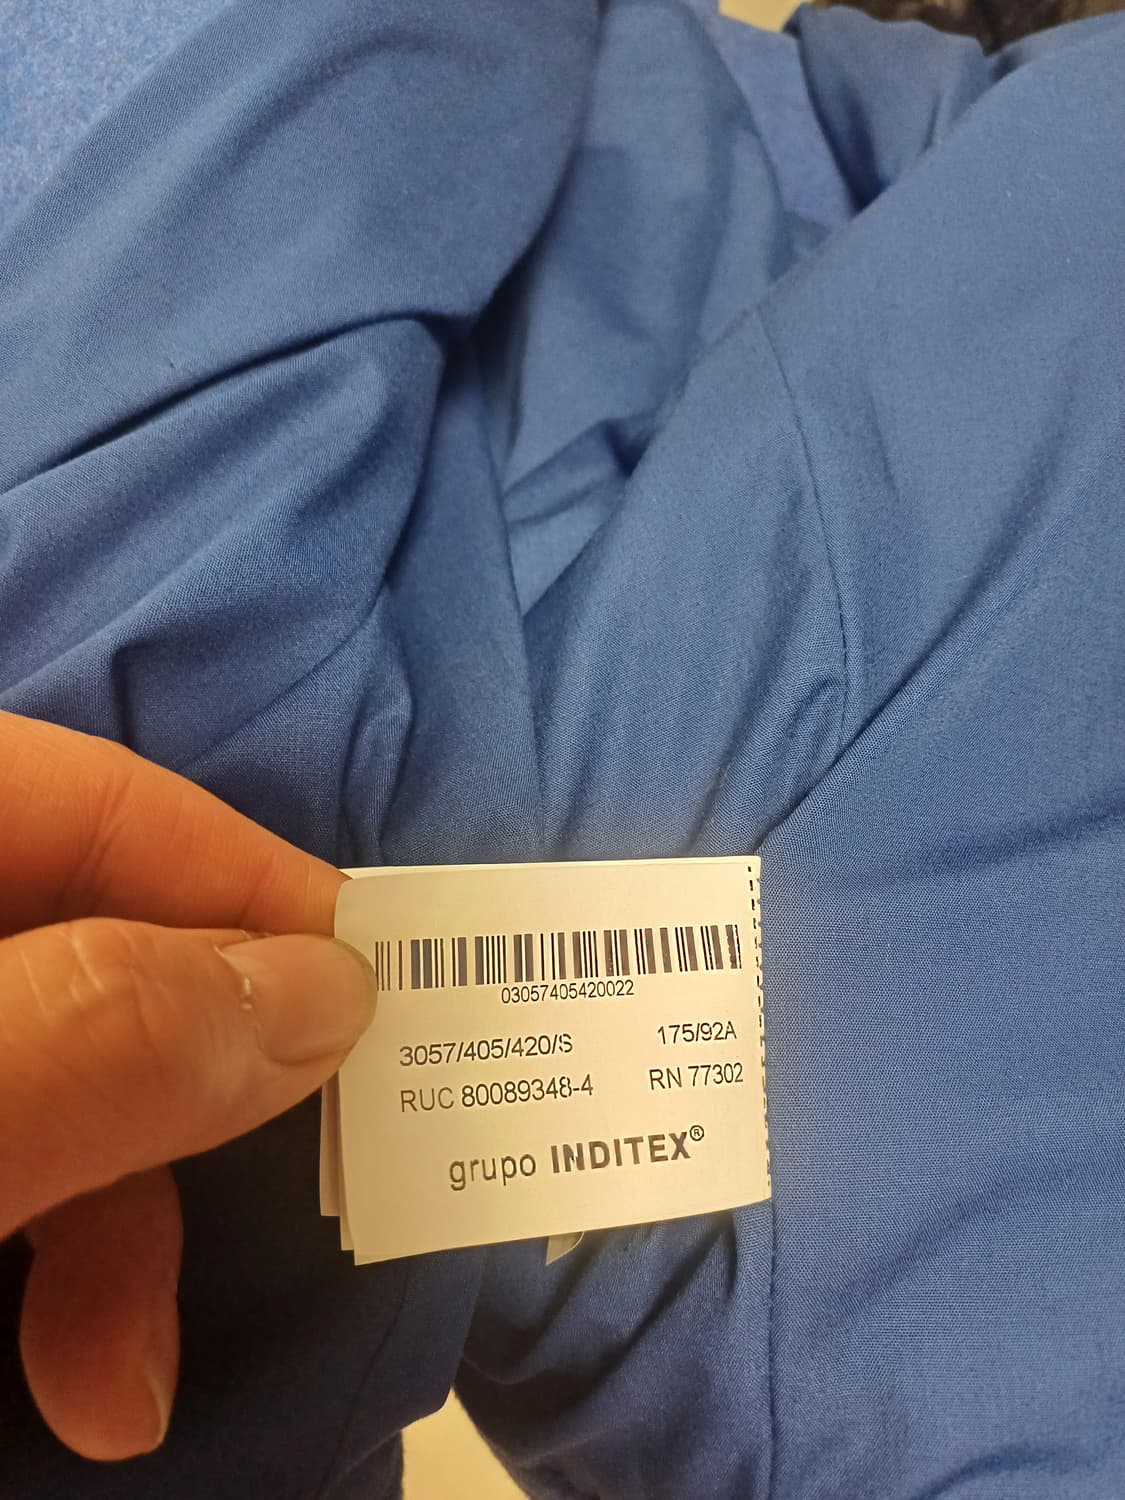 03057405420022
3057/405/420/S 175/92A
RUC 80089348-4 RN 77302
grupo INDITEX®